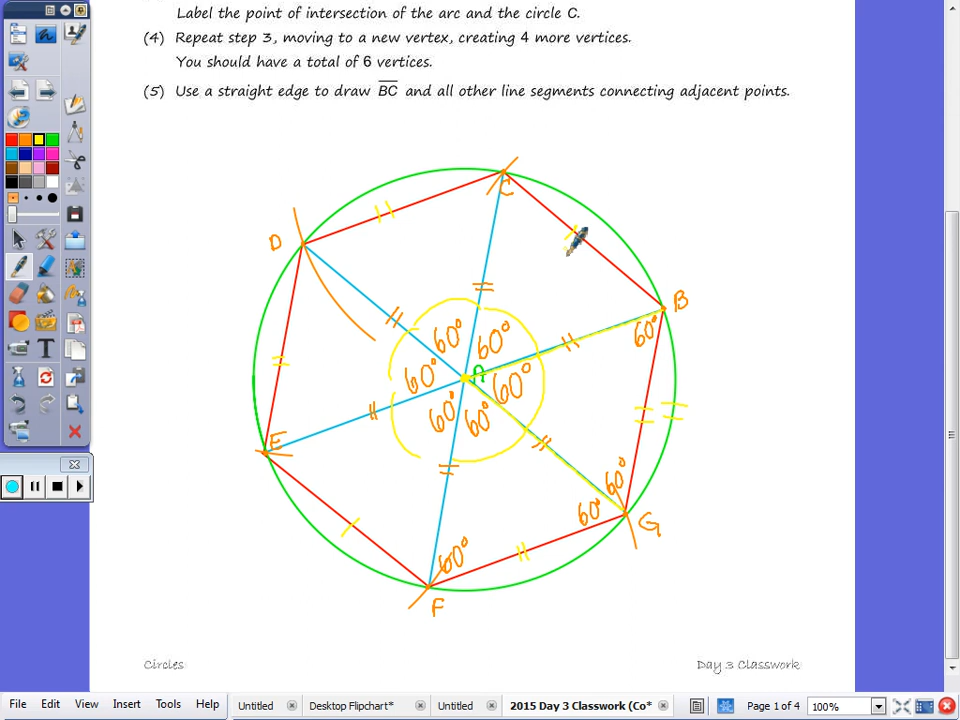 Label the point of intersection of the arc and the circle C.
(4) Repeat step 3, moving to a new vertex, creating 4 more vertices.
You should have a total of 6 vertices.
(5) Use a straight edge to draw BC and all other line segments connecting adjacent points.
C
D
B
60° 60° 60°
A
60° 60°
60° 60°
E
60°
60°
G
60°
F
Circles Day 3 Classwork
File Edit View Insert Tools Help Untitled Desktop Flipchart* Untitled 2015 Day 3 Classwork (Co* Page 1 of 4 100%